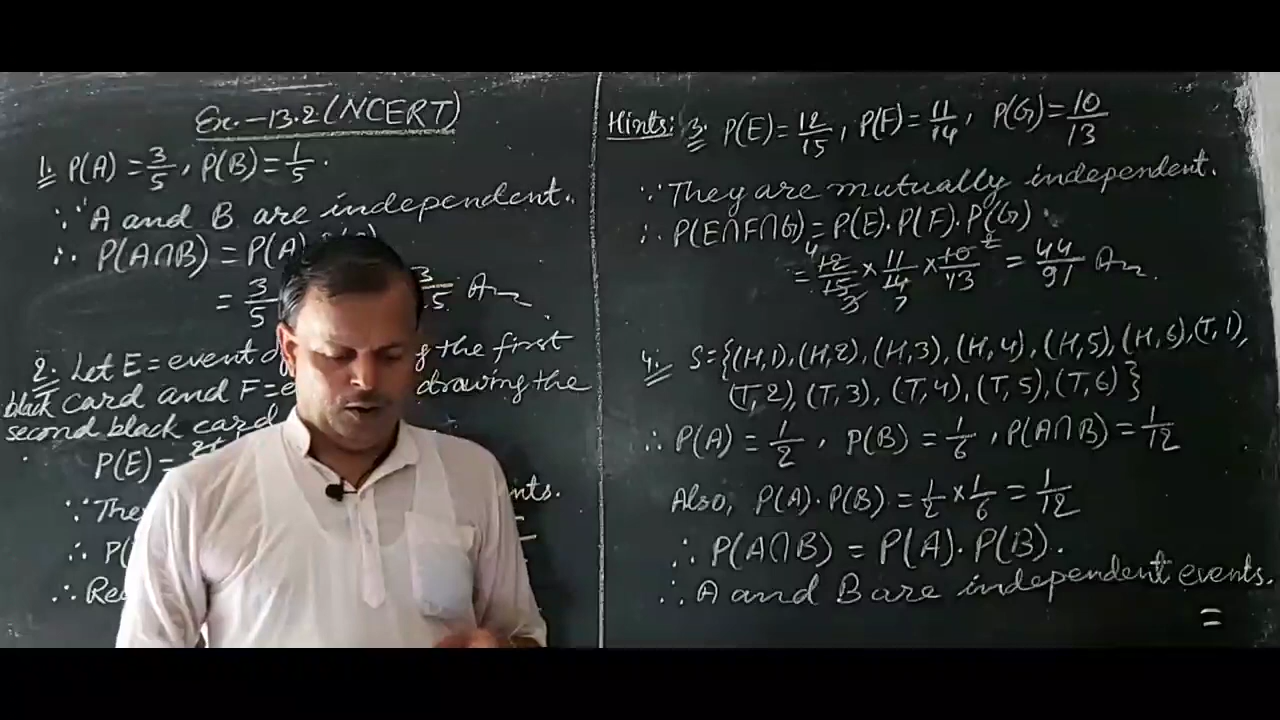 Ex.-13.2 (NCERT)
1. P(A) = 3/5, P(B) = 1/5.
∵ A and B are independent.
∴ P(A∩B) = P(A)
= 3/5 Ans
2. Let E = event the first
black card and F = drawing the
second black card
P(E) =
∵
∴ P(
∴
Hints: 3. P(E) = 12/15, P(F) = 11/14, P(G) = 10/13
∵ They are mutually independent.
∴ P(E∩F∩G) = P(E).P(F).P(G).
= 12/15 × 11/14 × 10/13 = 44/91 Ans.
4. S = {(H,1), (H,2), (H,3), (H,4), (H,5), (H,6), (T,1),
(T,2), (T,3), (T,4), (T,5), (T,6)}
∴ P(A) = 1/2, P(B) = 1/6, P(A∩B) = 1/12
Also, P(A).P(B) = 1/2 × 1/6 = 1/12
∴ P(A∩B) = P(A).P(B).
∴ A and B are independent events.